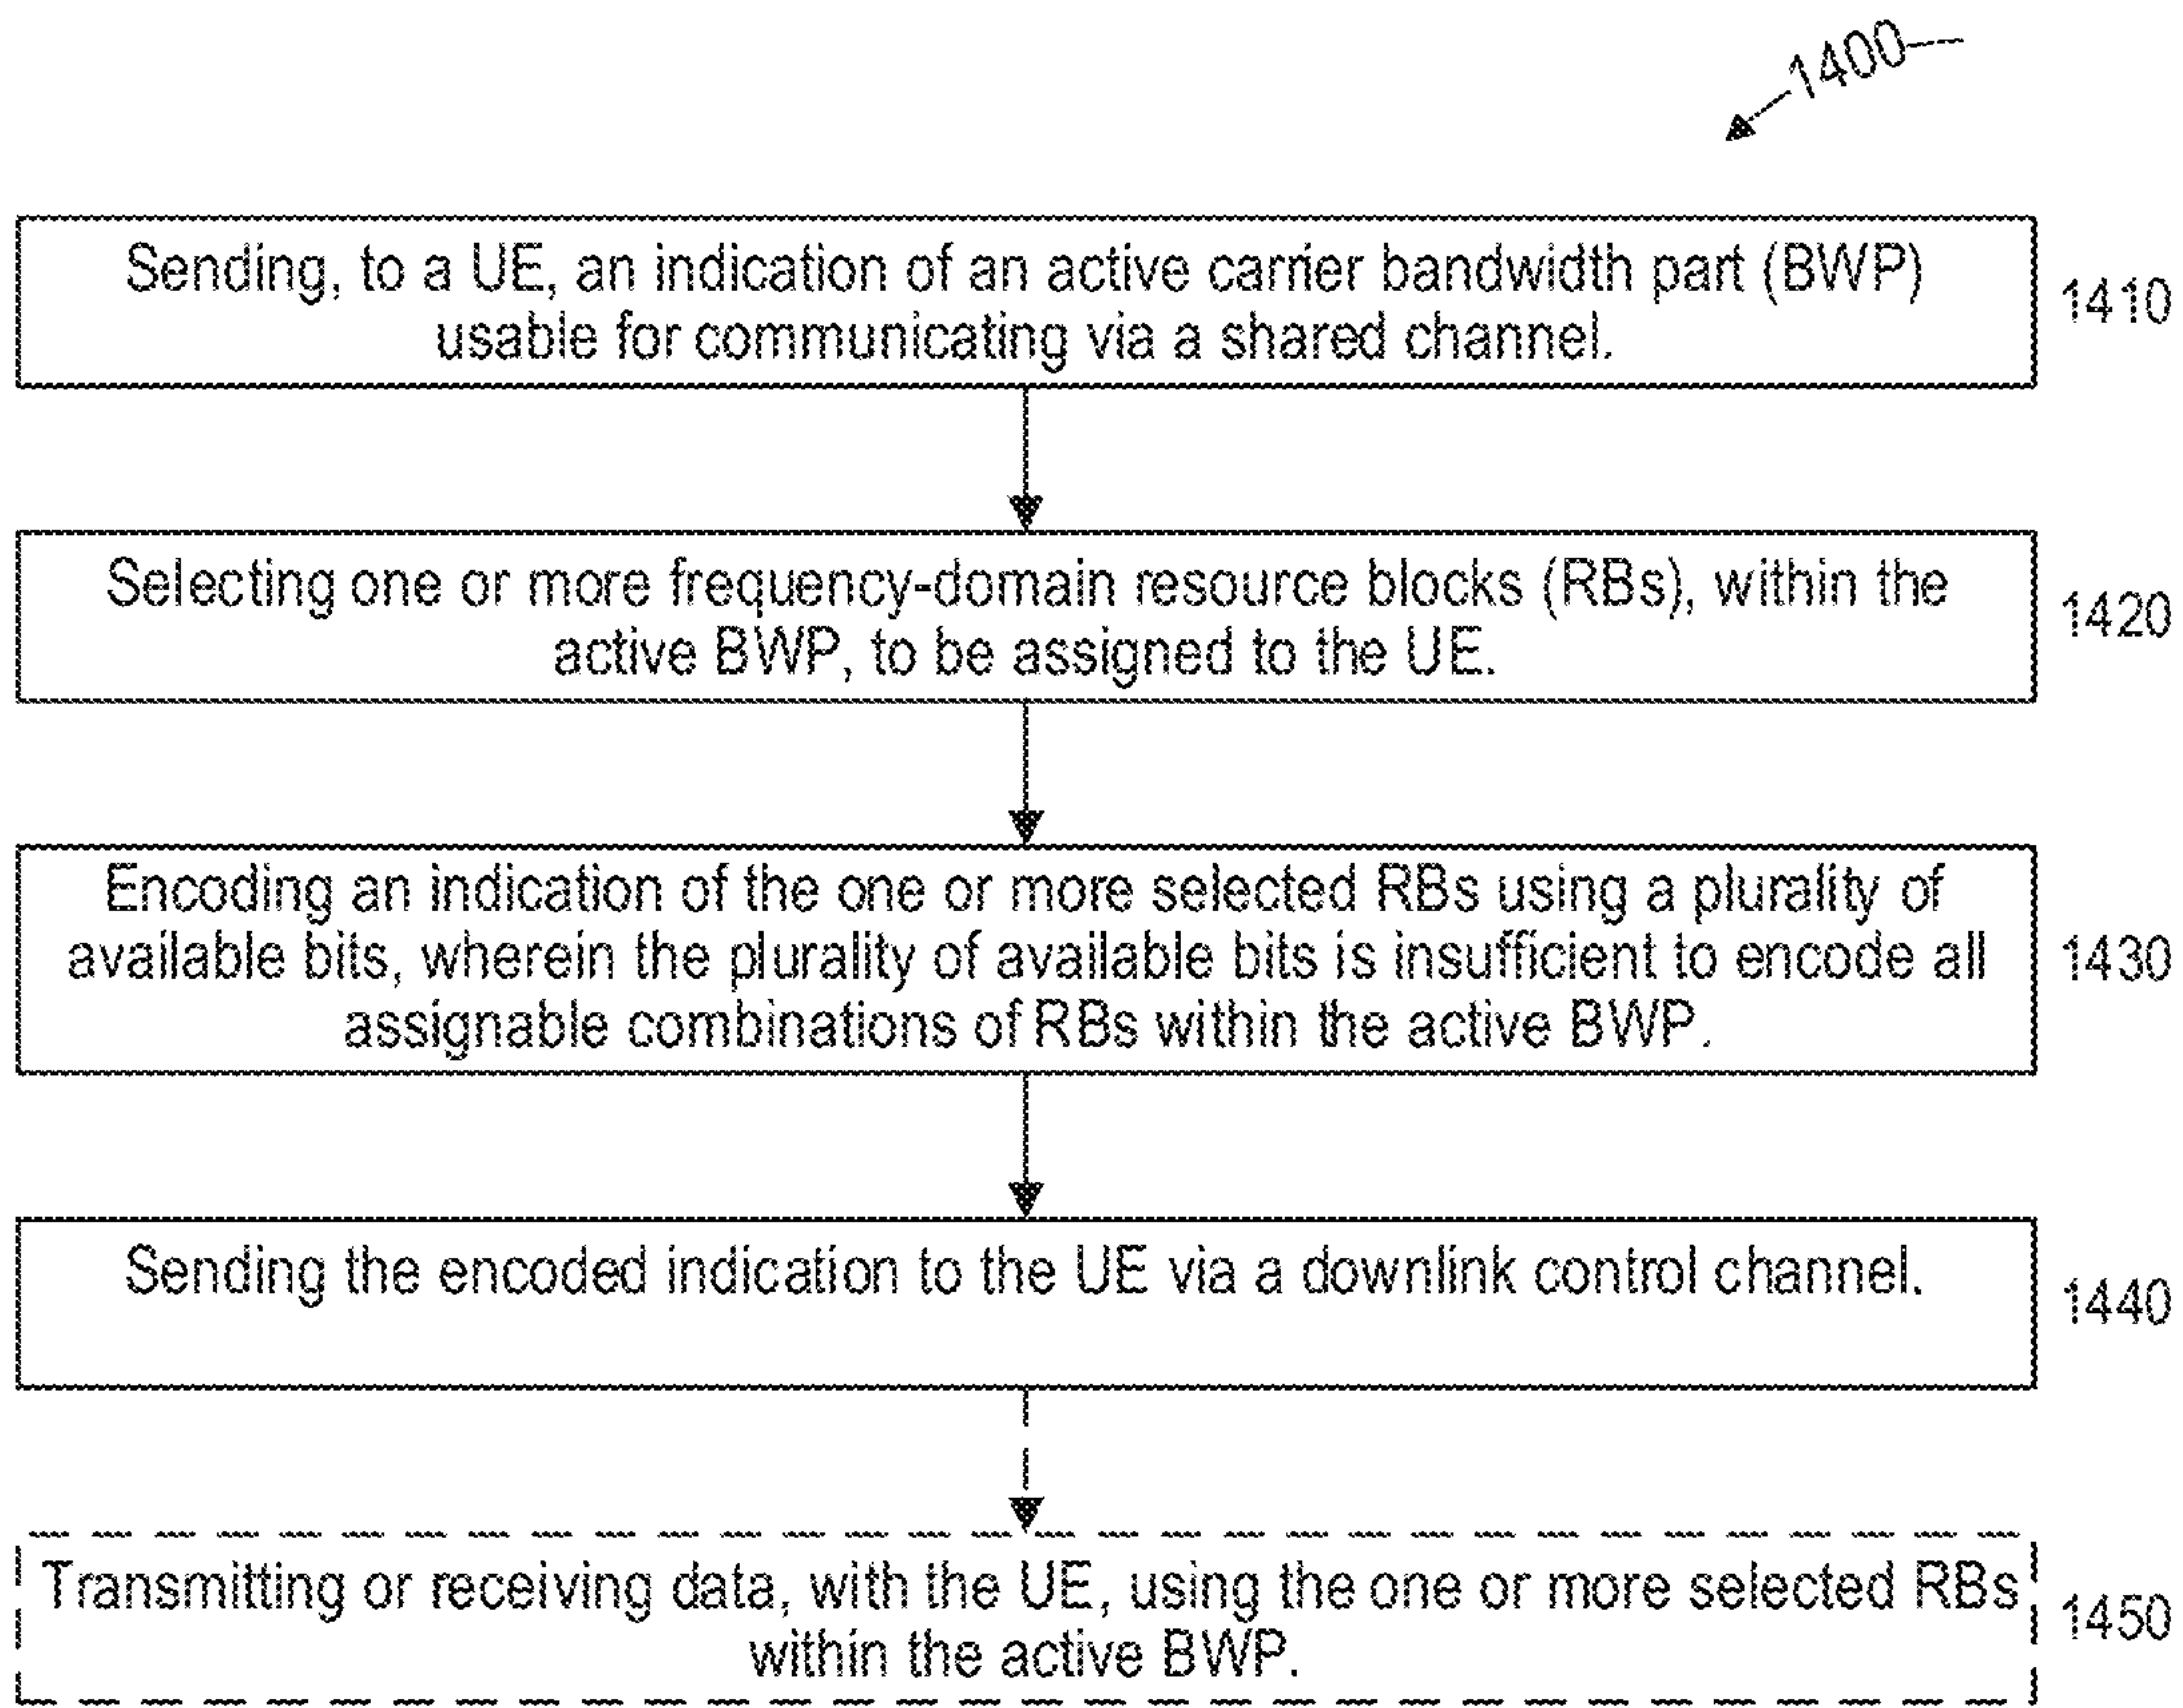 1400
Sending, to a UE, an indication of an active carrier bandwidth part (BWP)
usable for communicating via a shared channel.
1410
Selecting one or more frequency-domain resource blocks (RBs), within the
active BWP, to be assigned to the UE.
1420
Encoding an indication of the one or more selected RBs using a plurality of
available bits, wherein the plurality of available bits is insufficient to encode all
assignable combinations of RBs within the active BWP.
1430
Sending the encoded indication to the UE via a downlink control channel.
1440
Transmitting or receiving data, with the UE, using the one or more selected RBs
within the active BWP.
1450